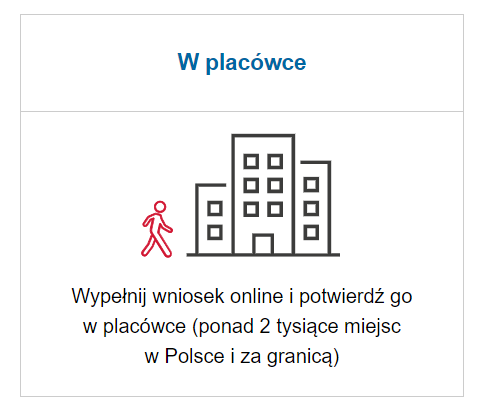 W placówce
Wypełnij wniosek online i potwierdź go
w placówce (ponad 2 tysiące miejsc
w Polsce i za granicą)